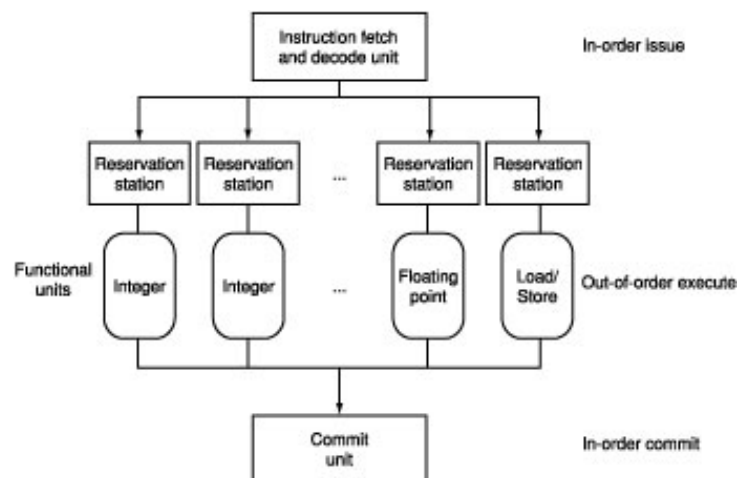 Instruction fetch
and decode unit
In-order issue
Reservation
station
Reservation
station
...
Reservation
station
Reservation
station
Functional
units
Integer
Integer
...
Floating
point
Load/
Store
Out-of-order execute
Commit
unit
In-order commit